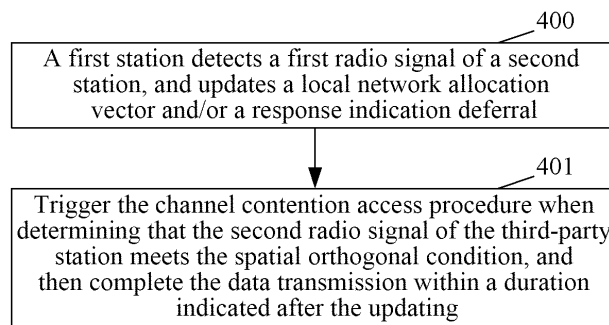 400
A first station detects a first radio signal of a second
station, and updates a local network allocation
vector and/or a response indication deferral
401
Trigger the channel contention access procedure when
determining that the second radio signal of the third-party
station meets the spatial orthogonal condition, and
then complete the data transmission within a duration
indicated after the updating